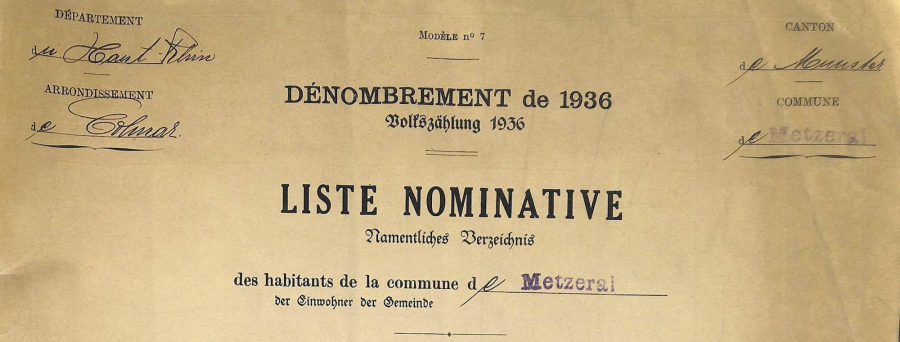 DÉPARTEMENT
du Haut-Rhin
ARRONDISSEMENT
de Colmar.
MODÈLE nº 7
DÉNOMBREMENT de 1936
Volkszählung 1936
CANTON
de Munster
COMMUNE
de Metzeral
LISTE NOMINATIVE
Namentliches Verzeichnis
des habitants de la commune de Metzeral
der Einwohner der Gemeinde